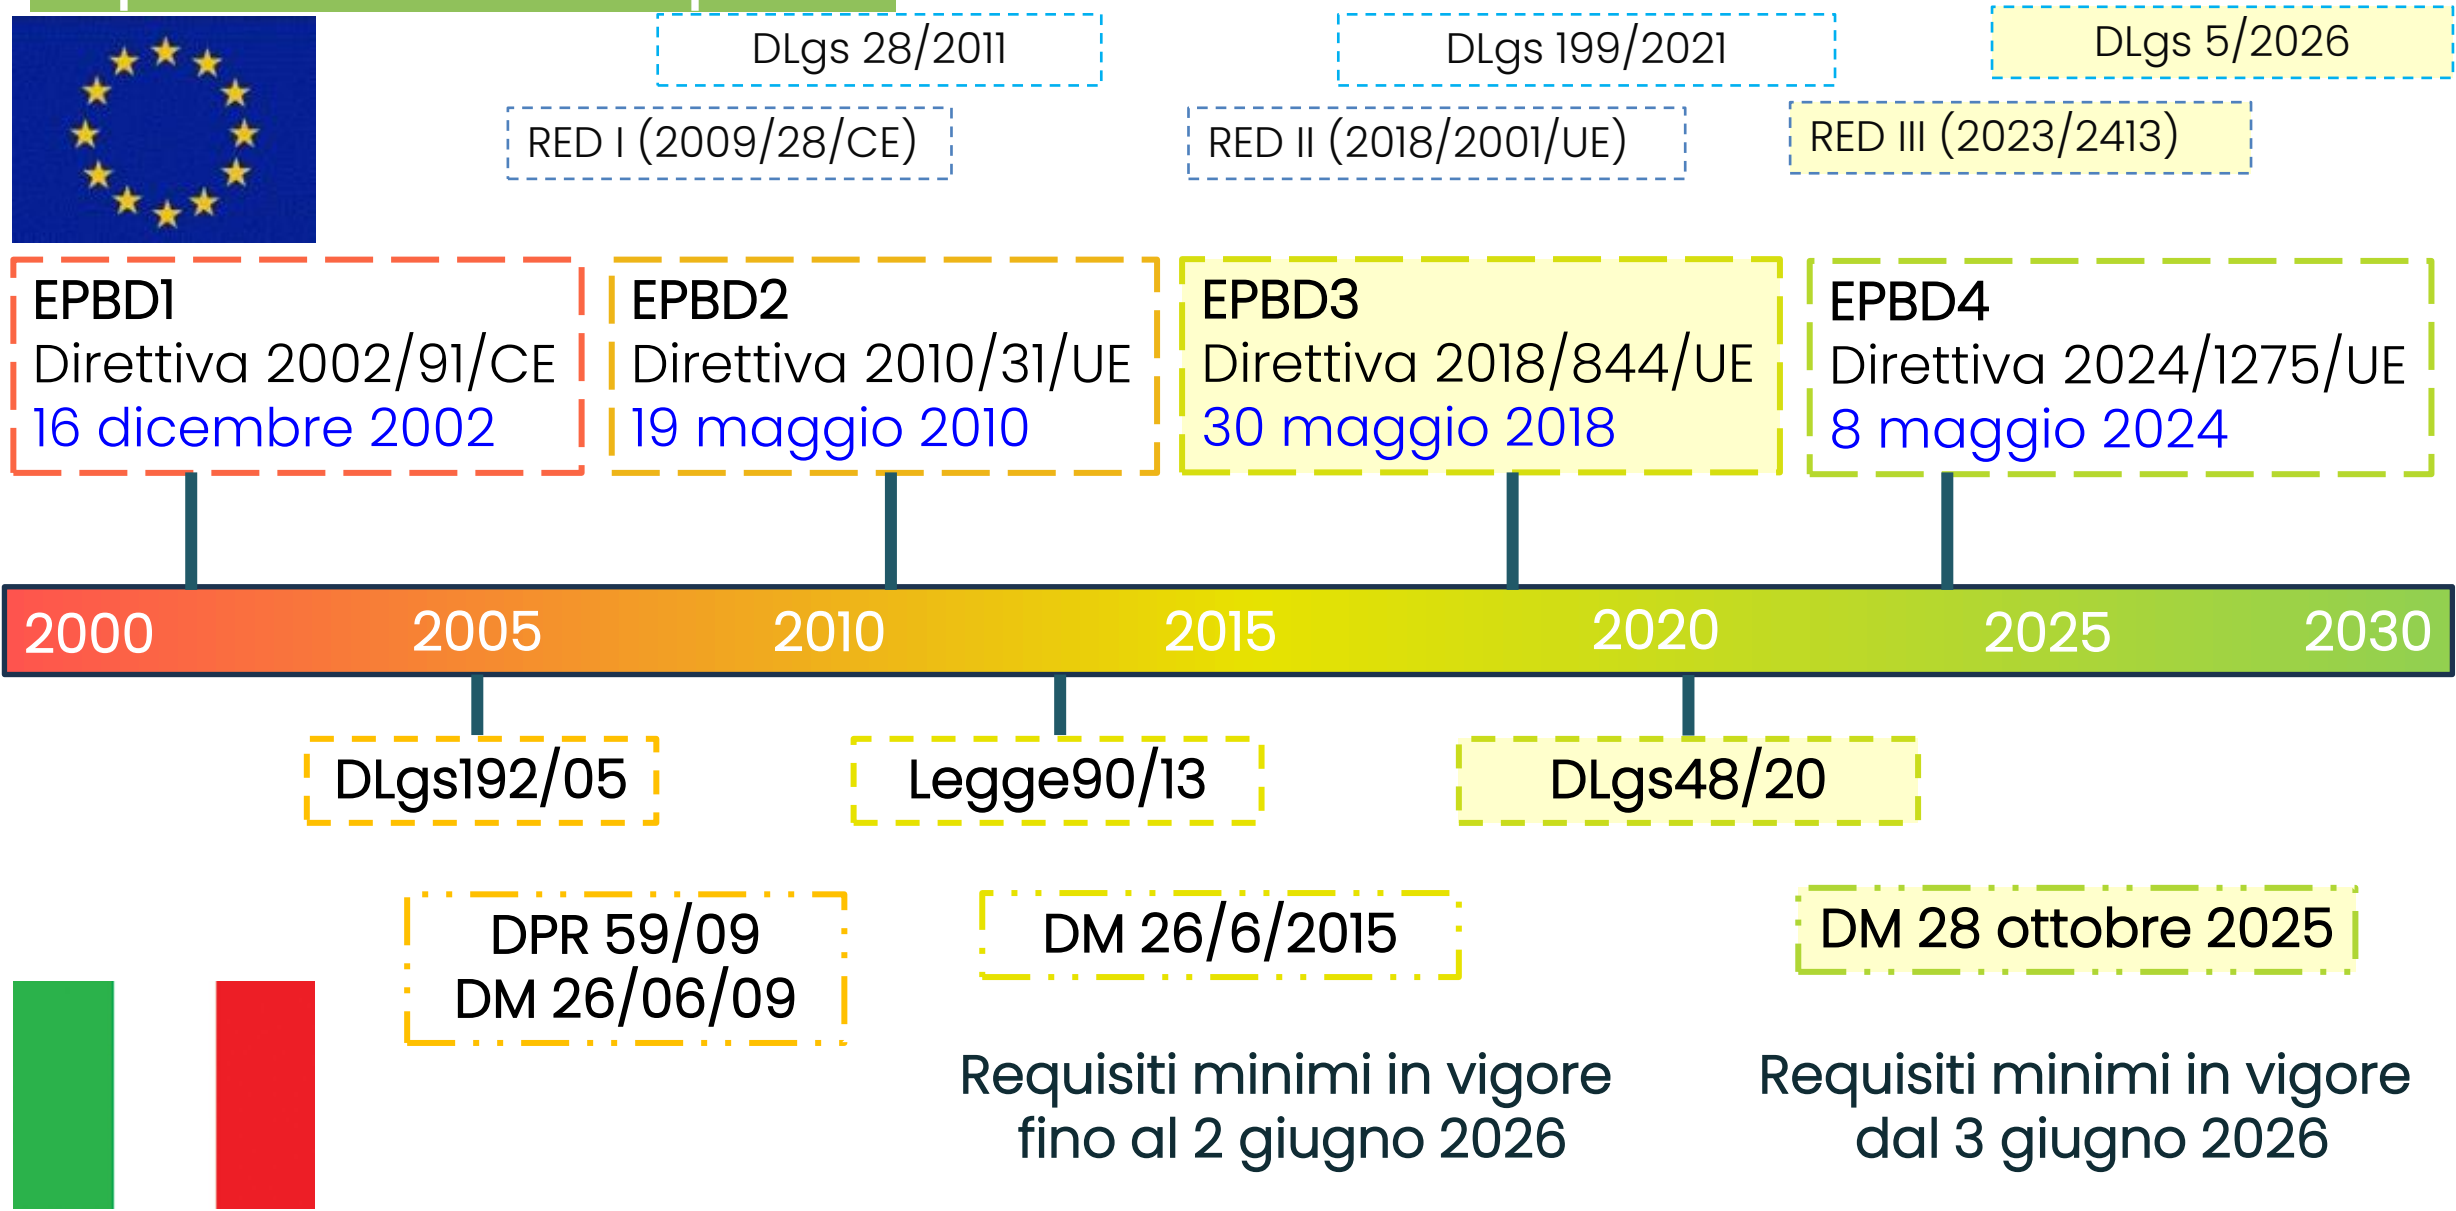 DLgs 28/2011
DLgs 199/2021
DLgs 5/2026
RED I (2009/28/CE)
RED II (2018/2001/UE)
RED III (2023/2413)
EPBD1
Direttiva 2002/91/CE
16 dicembre 2002
EPBD2
Direttiva 2010/31/UE
19 maggio 2010
EPBD3
Direttiva 2018/844/UE
30 maggio 2018
EPBD4
Direttiva 2024/1275/UE
8 maggio 2024
2000 2005 2010 2015 2020 2025 2030
DLgs192/05
Legge90/13
DLgs48/20
DPR 59/09
DM 26/06/09
DM 26/6/2015
DM 28 ottobre 2025
Requisiti minimi in vigore
fino al 2 giugno 2026
Requisiti minimi in vigore
dal 3 giugno 2026